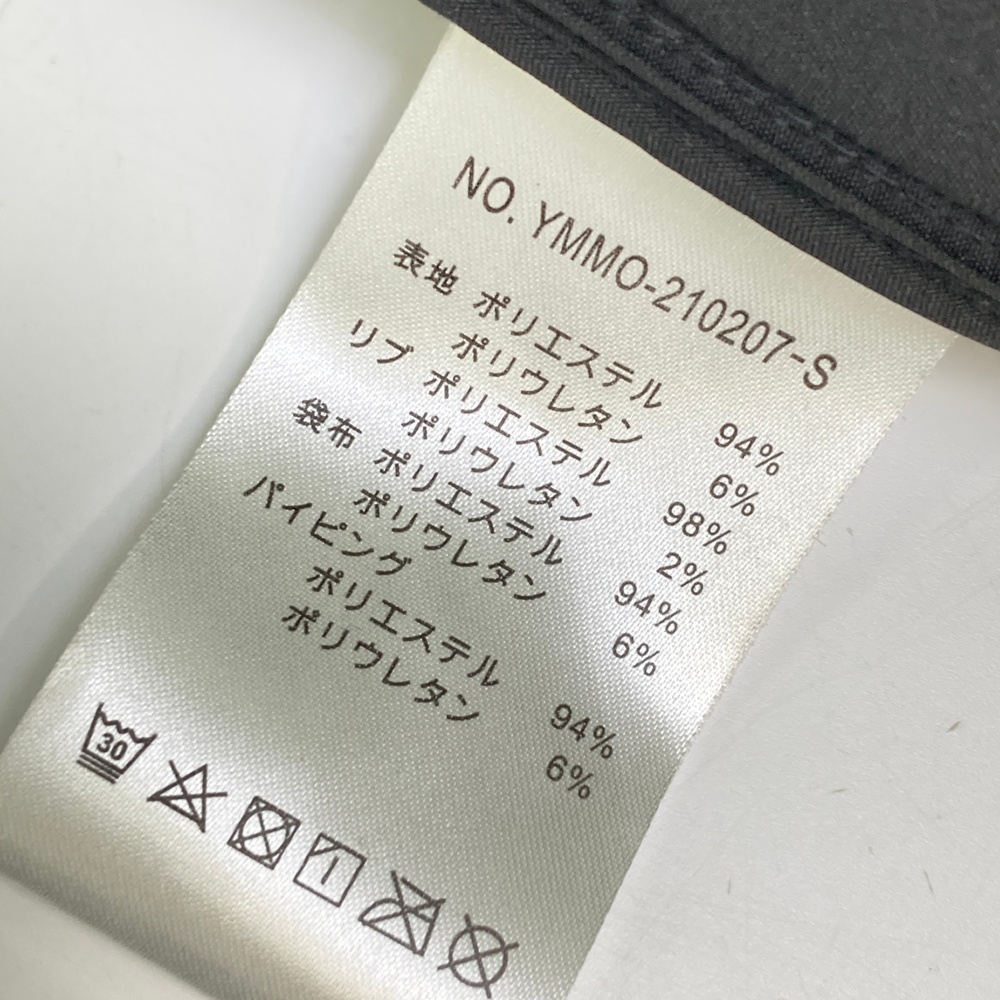 NO. YMMO-210207-S
表地 ポリエステル 94%
ポリウレタン 6%
リブ ポリエステル 98%
ポリウレタン 2%
袋布 ポリエステル 94%
ポリウレタン 6%
パイピング
ポリエステル 94%
ポリウレタン 6%
30